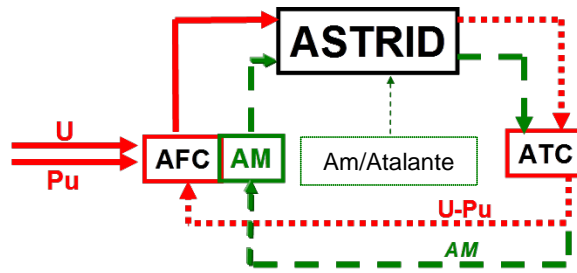 ASTRID
U
Pu
AFC
AM
Am/Atalante
ATC
U-Pu
AM